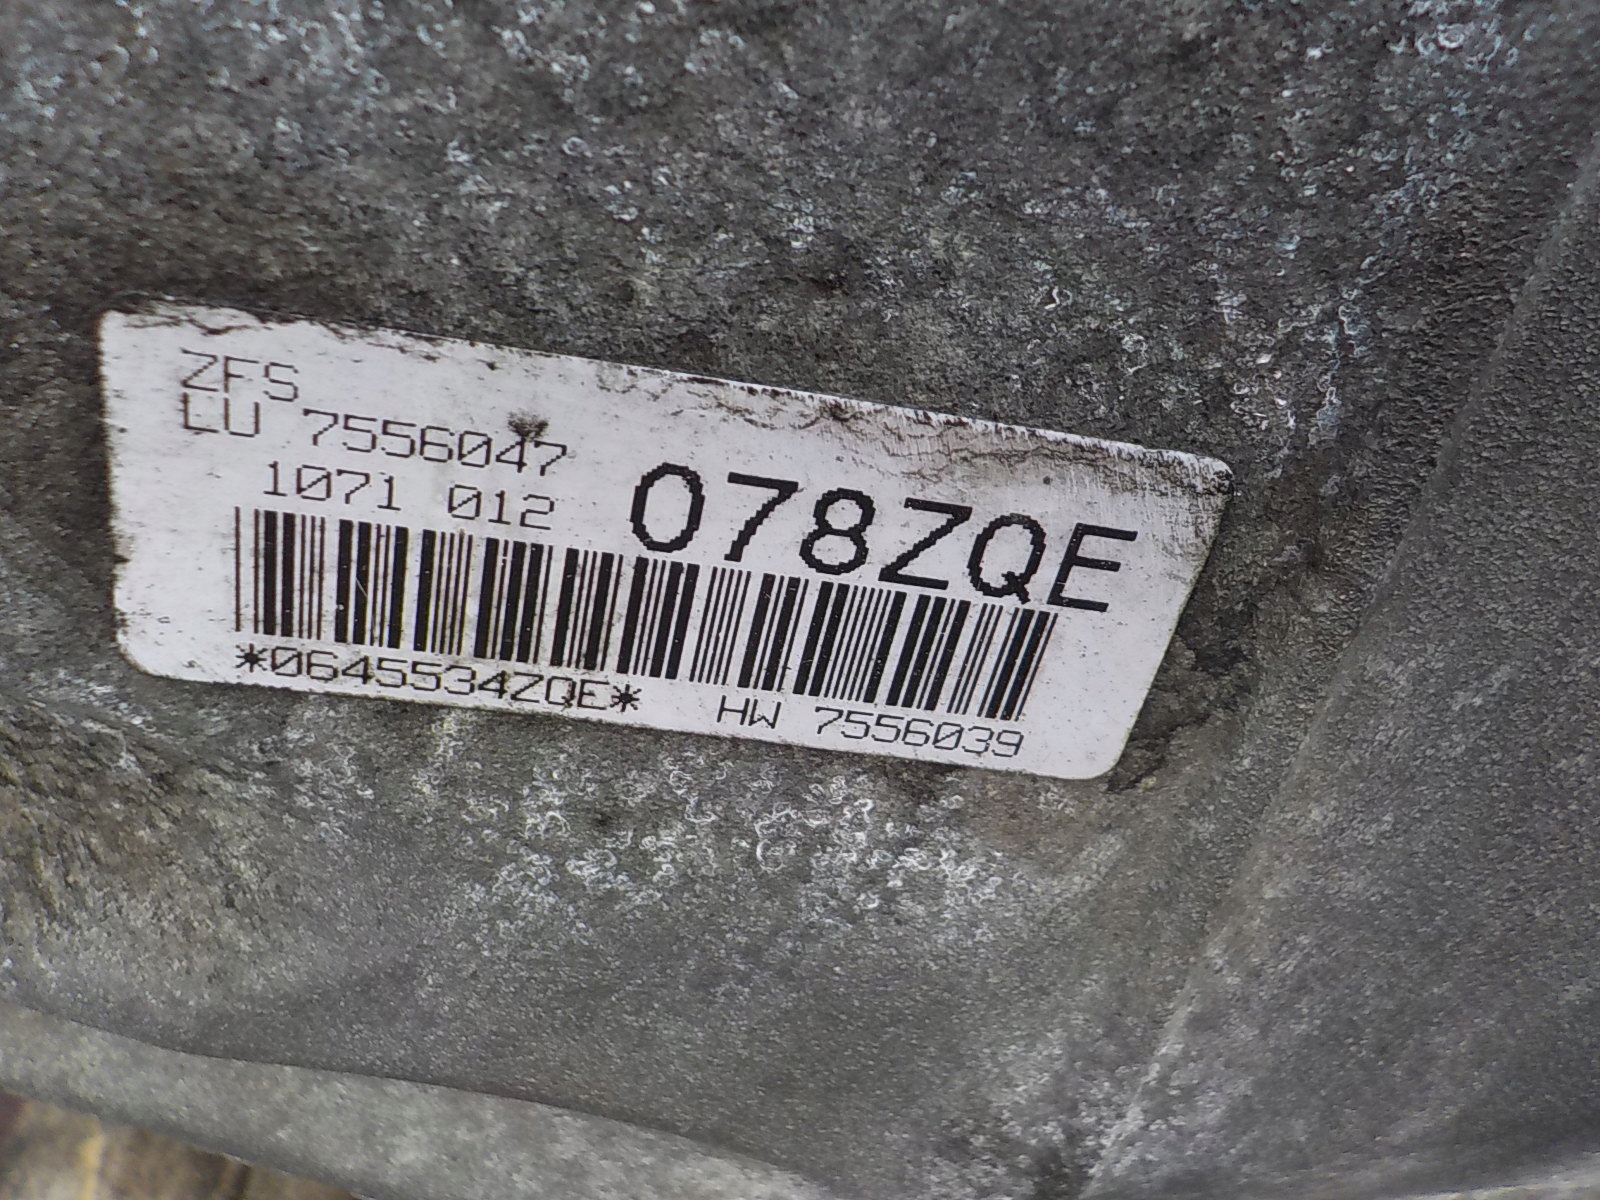 ZFS
LU 7556047
1071 012 078ZQE
*0645534ZQE* HW 7556039